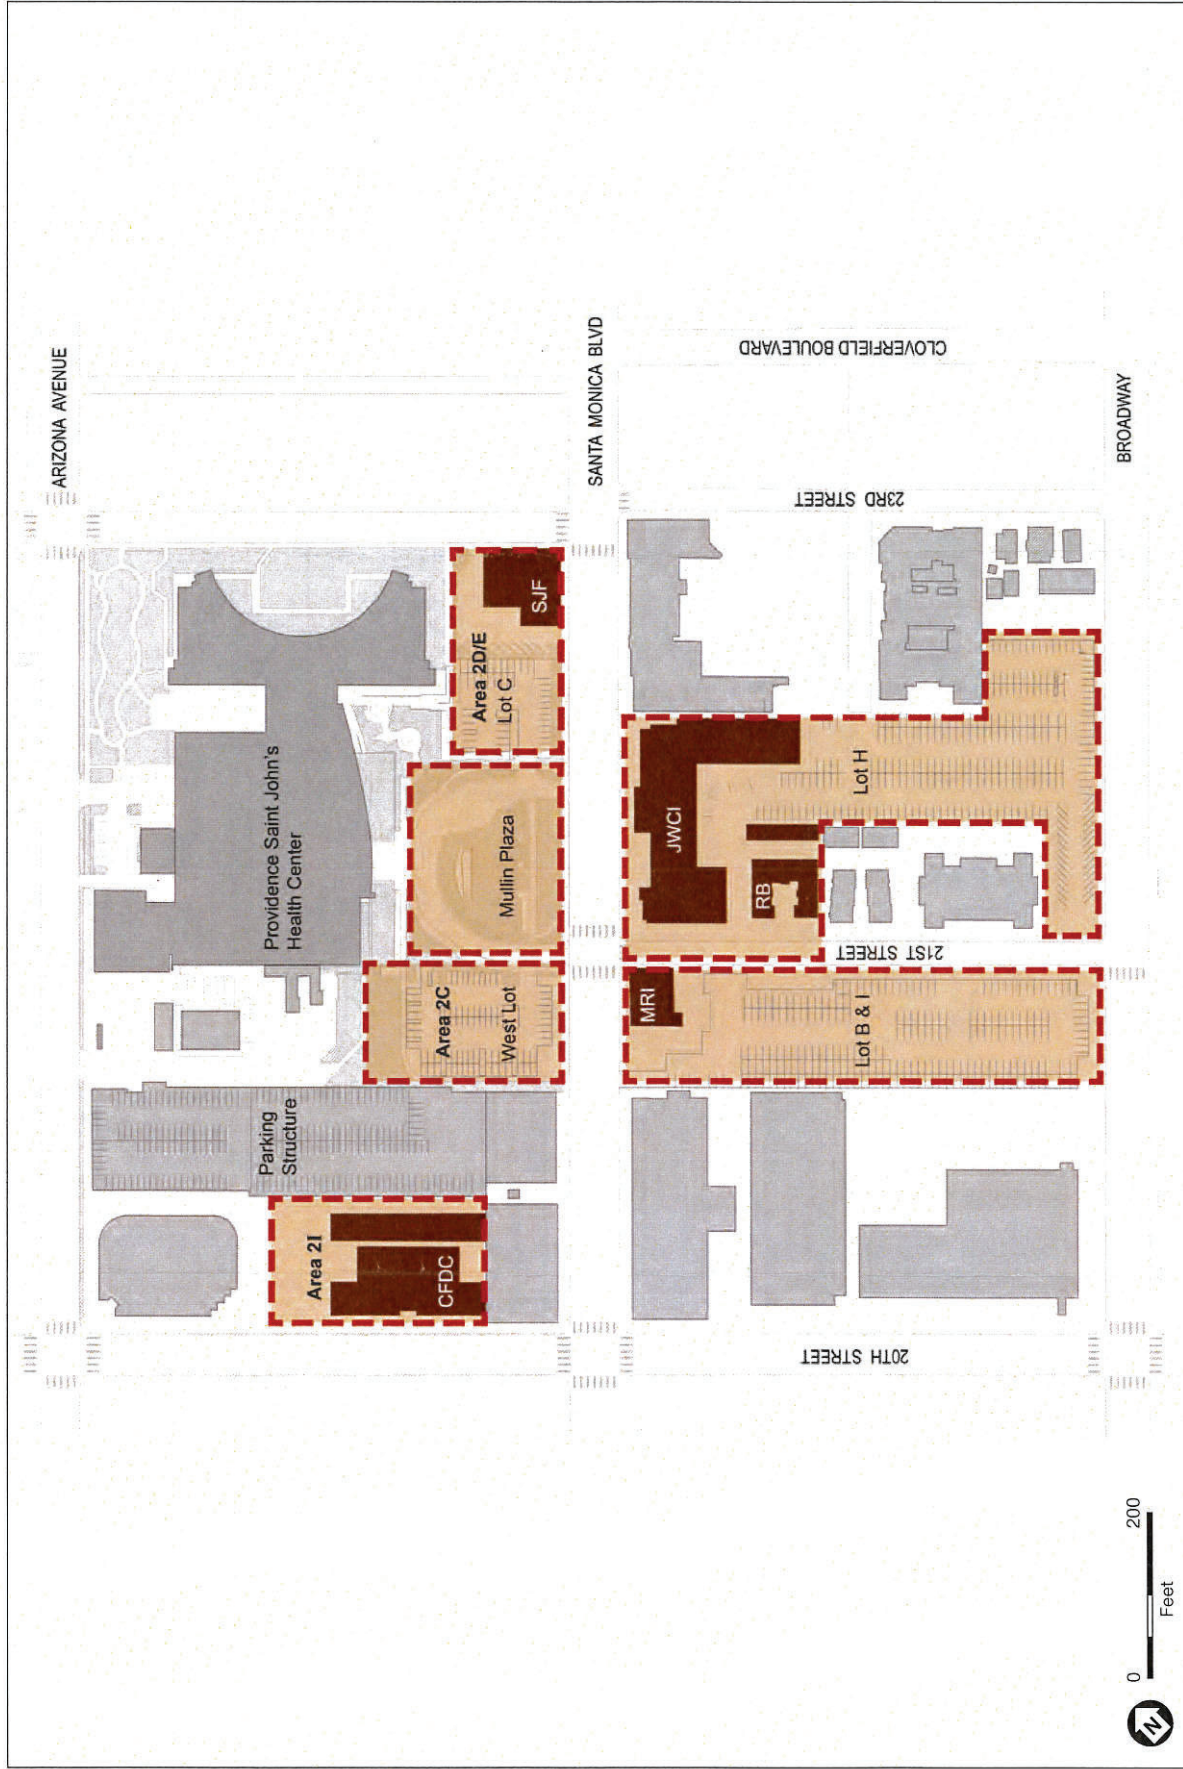 ARIZONA AVENUE
Providence Saint John's
Health Center
Parking
Structure
Area 2I
CFDC
Area 2C
West Lot
Mullin Plaza
Area 2D/E
Lot C
SJF
SANTA MONICA BLVD
MRI
Lot B & I
JWCI
RB
Lot H
20TH STREET
21ST STREET
23RD STREET
CLOVERFIELD BOULEVARD
BROADWAY
N
0
200
Feet